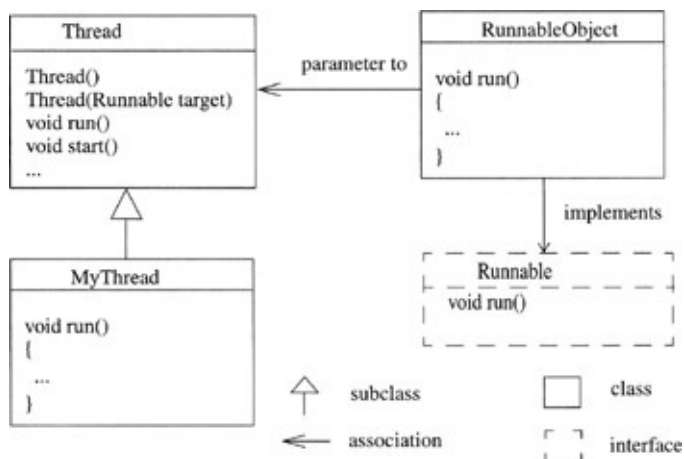 Thread
Thread()
Thread(Runnable target)
void run()
void start()
...
parameter to
RunnableObject
void run()
{
...
}
implements
Runnable
void run()
MyThread
void run()
{
...
}
subclass
class
association
interface